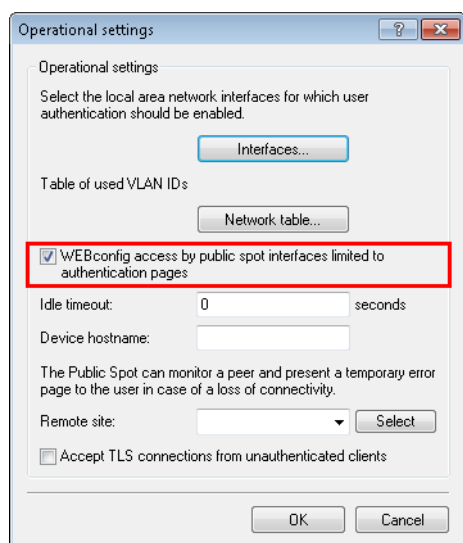 Operational settings
?
Operational settings
Select the local area network interfaces for which user
authentication should be enabled.
Interfaces...
Table of used VLAN IDs
Network table...
WEBconfig access by public spot interfaces limited to
authentication pages
Idle timeout: 0 seconds
Device hostname:
The Public Spot can monitor a peer and present a temporary error
page to the user in case of a loss of connectivity.
Remote site: Select
Accept TLS connections from unauthenticated clients
OK Cancel